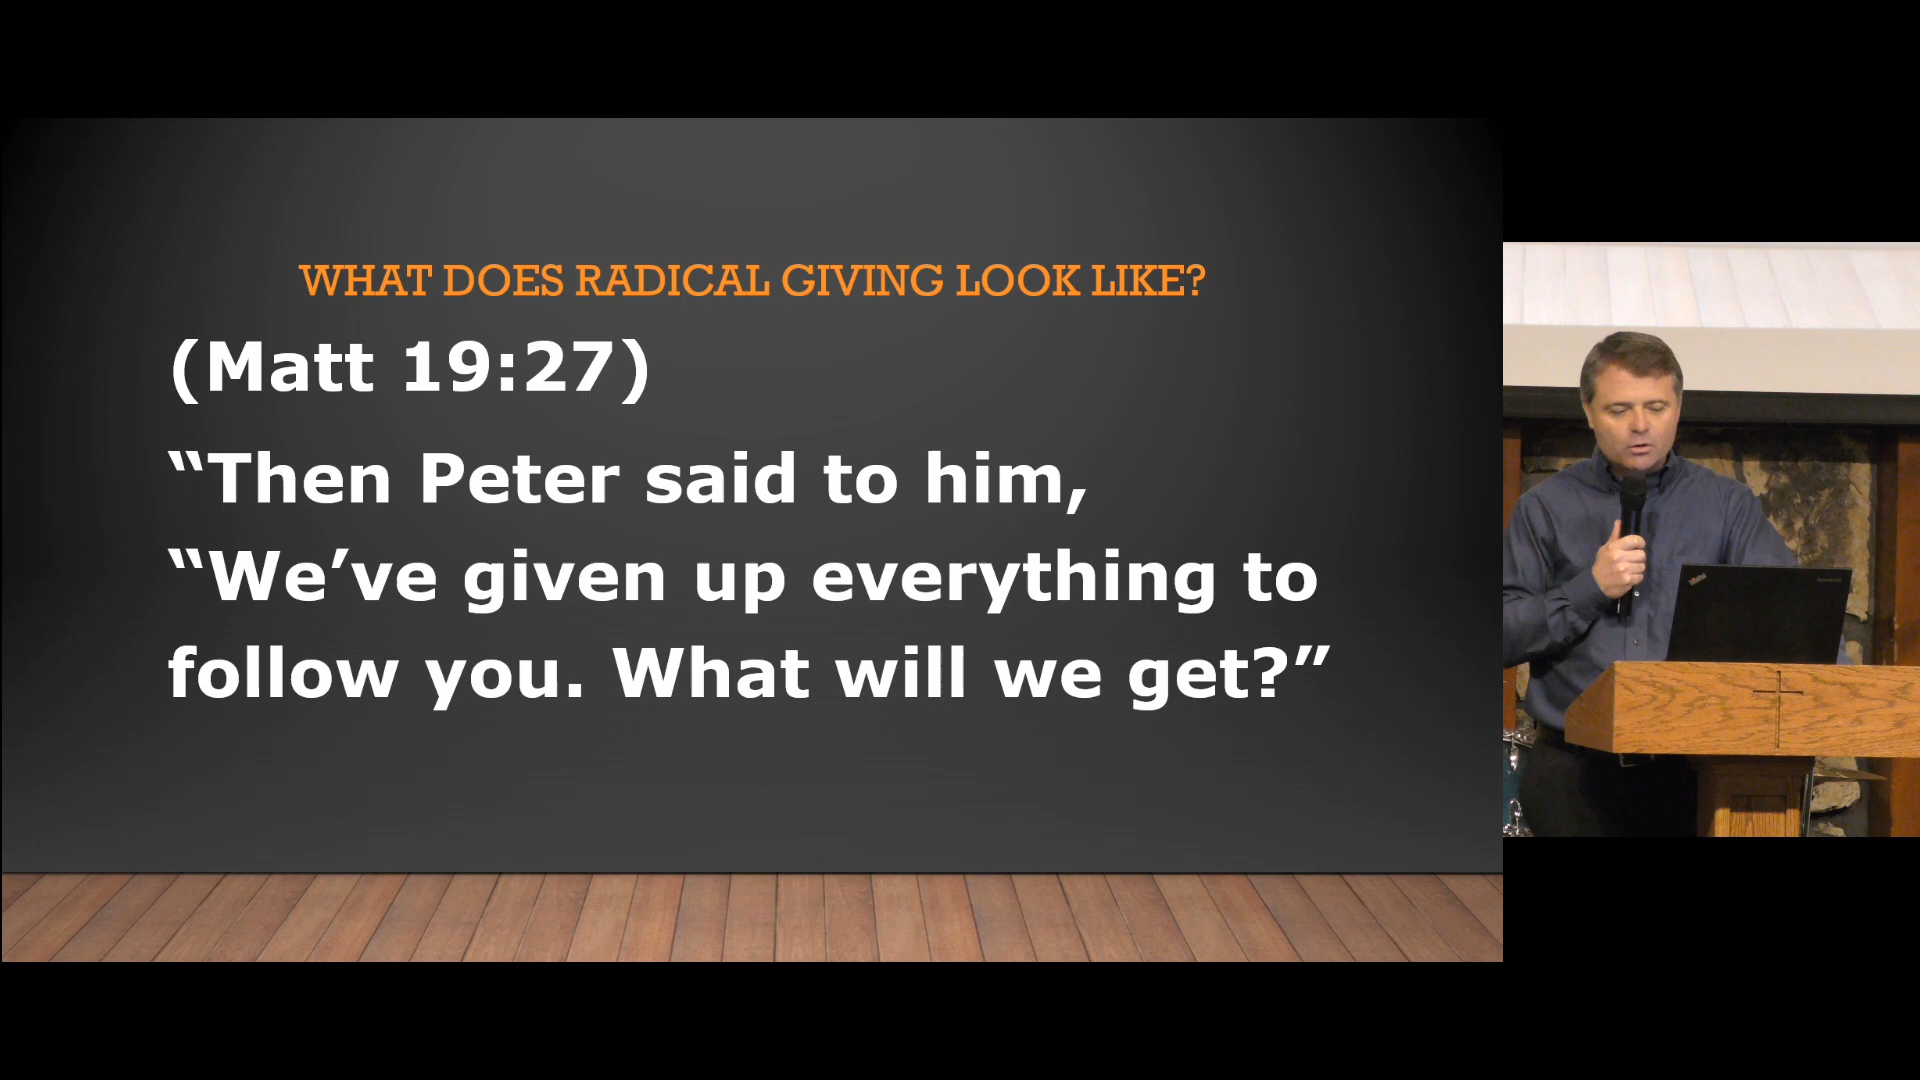 WHAT DOES RADICAL GIVING LOOK LIKE?
(Matt 19:27)
“Then Peter said to him,
“We’ve given up everything to
follow you. What will we get?”